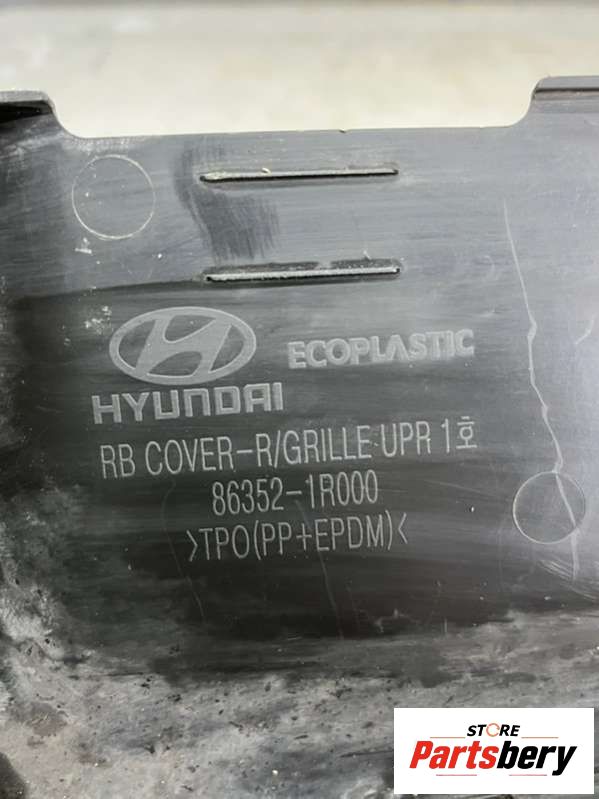 ECOPLASTIC
HYUNDAI
RB COVER-R/GRILLE UPR 1호
86352-1R000
>TPO(PP+EPDM)<
STORE
Partsbery